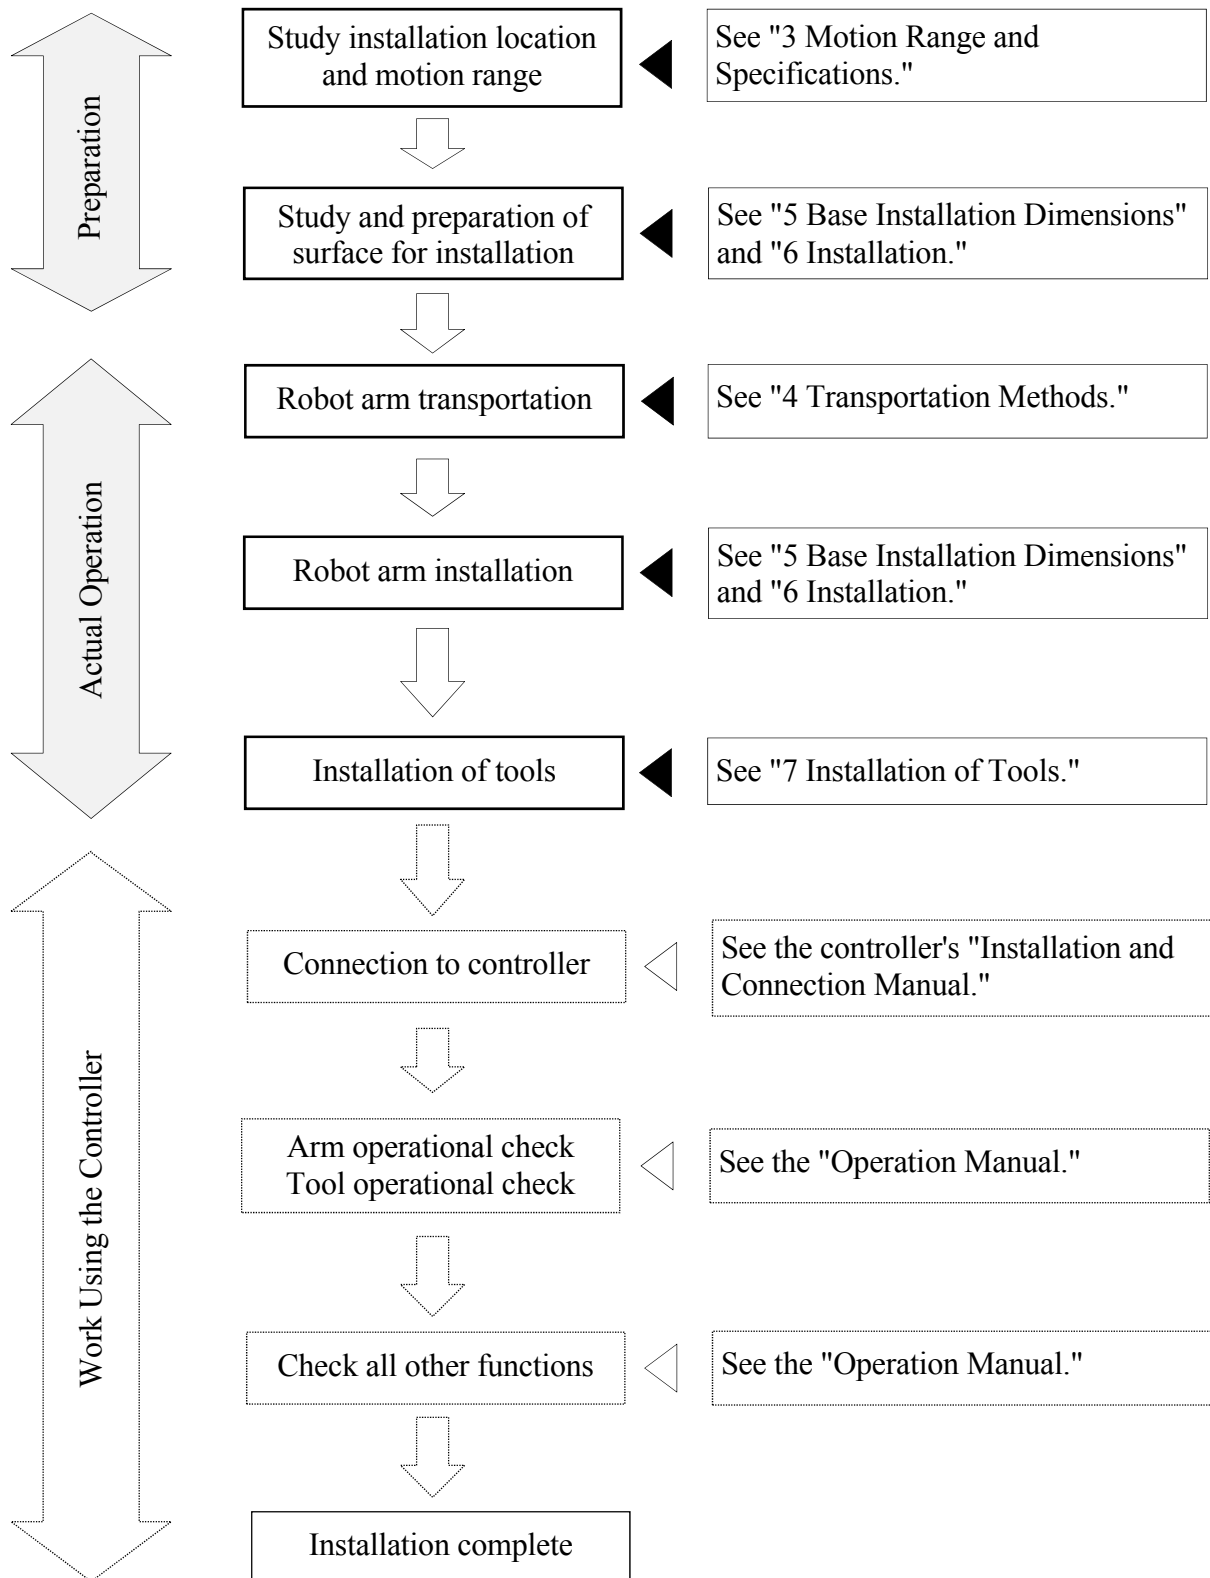 Preparation
Study installation location
and motion range
See "3 Motion Range and
Specifications."
Study and preparation of
surface for installation
See "5 Base Installation Dimensions"
and "6 Installation."
Actual Operation
Robot arm transportation
See "4 Transportation Methods."
Robot arm installation
See "5 Base Installation Dimensions"
and "6 Installation."
Installation of tools
See "7 Installation of Tools."
Work Using the Controller
Connection to controller
See the controller's "Installation and
Connection Manual."
Arm operational check
Tool operational check
See the "Operation Manual."
Check all other functions
See the "Operation Manual."
Installation complete